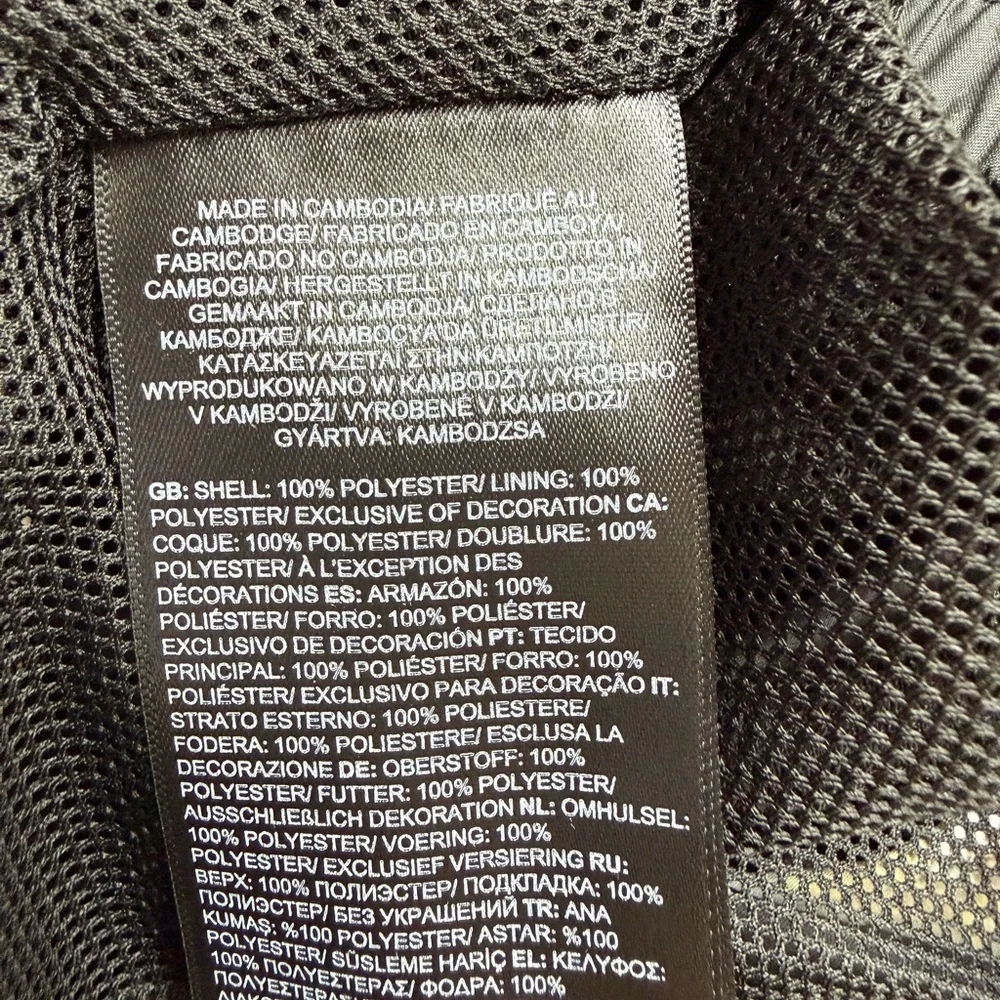 MADE IN CAMBODIA/ FABRIQUÉ AU
CAMBODGE/ FABRICADO EN CAMBOYA/
FABRICADO NO CAMBODJA/ PRODOTTO IN
CAMBOGIA/ HERGESTELLT IN KAMBODSCHA/
GEMAAKT IN CAMBODJA/ СДЕЛАНО В
КАМБОДЖЕ/ KAMBOÇYA'DA ÜRETİLMİŞTİR/
ΚΑΤΑΣΚΕΥΑΖΕΤΑΙ ΣΤΗΝ ΚΑΜΠΟΤΖΗ/
WYPRODUKOWANO W KAMBODŻY/ VYROBENO
V KAMBODŽI/ VYROBENÉ V KAMBODŽI/
GYÁRTVA: KAMBODZSA
GB: SHELL: 100% POLYESTER/ LINING: 100%
POLYESTER/ EXCLUSIVE OF DECORATION CA:
COQUE: 100% POLYESTER/ DOUBLURE: 100%
POLYESTER/ À L'EXCEPTION DES
DÉCORATIONS ES: ARMAZÓN: 100%
POLIÉSTER/ FORRO: 100% POLIÉSTER/
EXCLUSIVO DE DECORACIÓN PT: TECIDO
PRINCIPAL: 100% POLIÉSTER/ FORRO: 100%
POLIÉSTER/ EXCLUSIVO PARA DECORAÇÃO IT:
STRATO ESTERNO: 100% POLIESTERE/
FODERA: 100% POLIESTERE/ ESCLUSA LA
DECORAZIONE DE: OBERSTOFF: 100%
POLYESTER/ FUTTER: 100% POLYESTER/
AUSSCHLIEßLICH DEKORATION NL: OMHULSEL:
100% POLYESTER/ VOERING: 100%
POLYESTER/ EXCLUSIEF VERSIERING RU:
ВЕРХ: 100% ПОЛИЭСТЕР/ ПОДКЛАДКА: 100%
ПОЛИЭСТЕР/ БЕЗ УКРАШЕНИЙ TR: ANA
KUMAŞ: %100 POLYESTER/ ASTAR: %100
POLYESTER/ SÜSLEME HARİÇ EL: ΚΕΛΥΦΟΣ:
100% ΠΟΛΥΕΣΤΕΡΑΣ/ ΦΟΔΡΑ: 100%